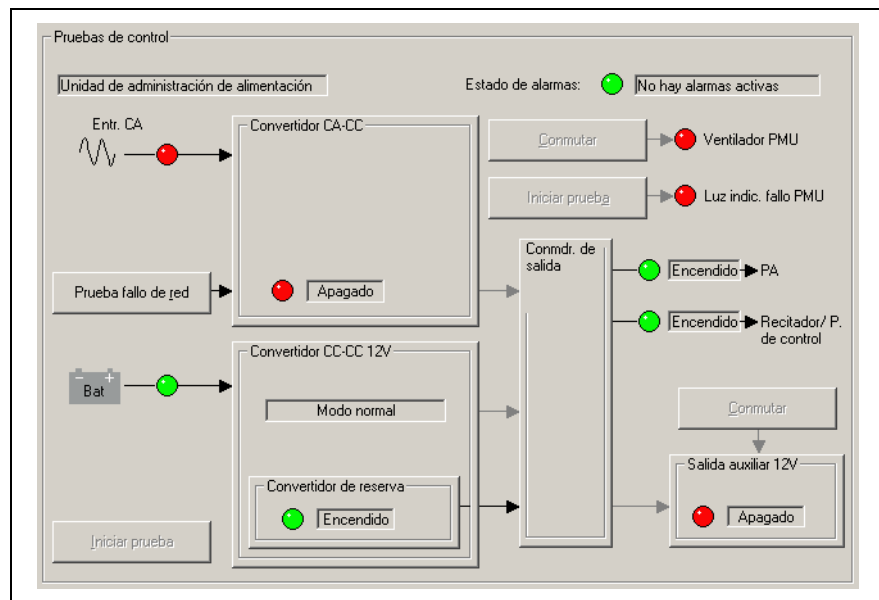 Pruebas de control
Unidad de administración de alimentación
Estado de alarmas:
No hay alarmas activas
Entr. CA
Convertidor CA-CC
Conmutar
Ventilador PMU
Iniciar prueba
Luz indic. fallo PMU
Conmdr. de
salida
Prueba fallo de red
Apagado
Encendido
PA
Encendido
Recitador/ P.
de control
Convertidor CC-CC 12V
Bat
Modo normal
Conmutar
Salida auxiliar 12V
Convertidor de reserva
Encendido
Apagado
Iniciar prueba